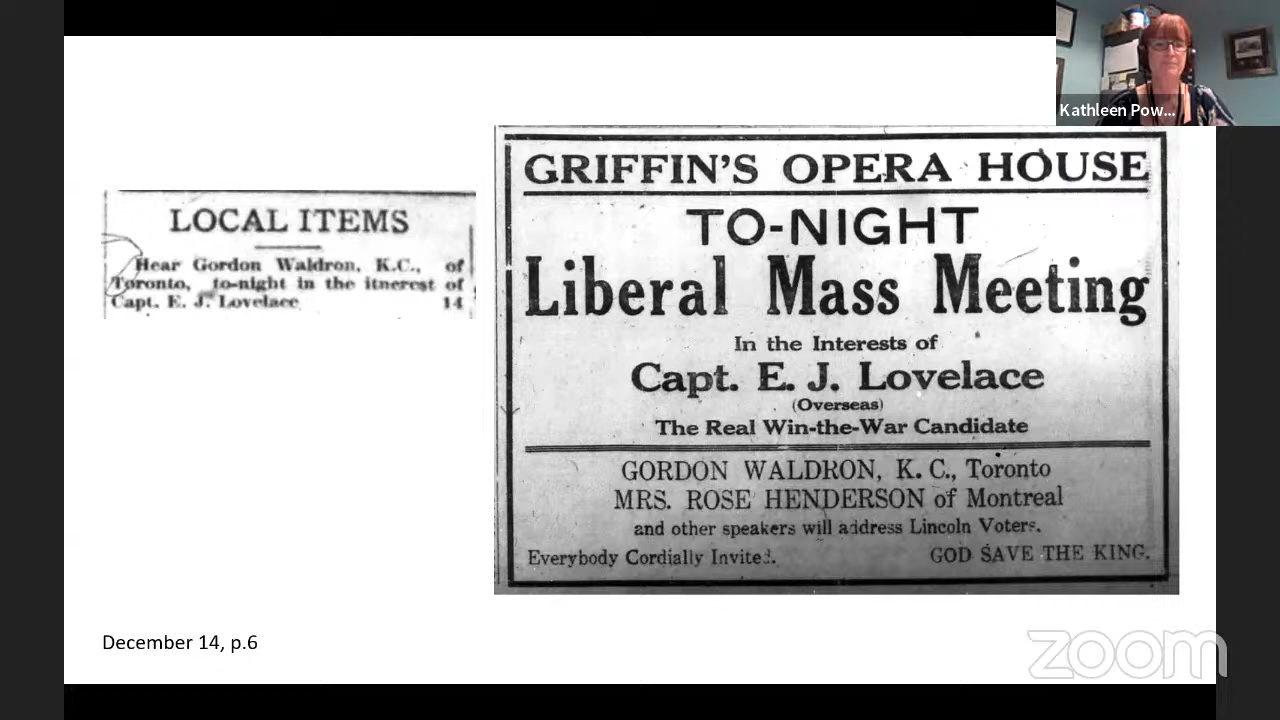 Kathleen Pow...
LOCAL ITEMS
Hear Gordon Waldron, K.C., of
Toronto, to-night in the itnerest of
Capt. E. J. Lovelace 14
GRIFFIN'S OPERA HOUSE
TO-NIGHT
Liberal Mass Meeting
In the Interests of
Capt. E. J. Lovelace
(Overseas)
The Real Win-the-War Candidate
GORDON WALDRON, K. C., Toronto
MRS. ROSE HENDERSON of Montreal
and other speakers will address Lincoln Voters.
Everybody Cordially Invited. GOD SAVE THE KING.
December 14, p.6
zoom